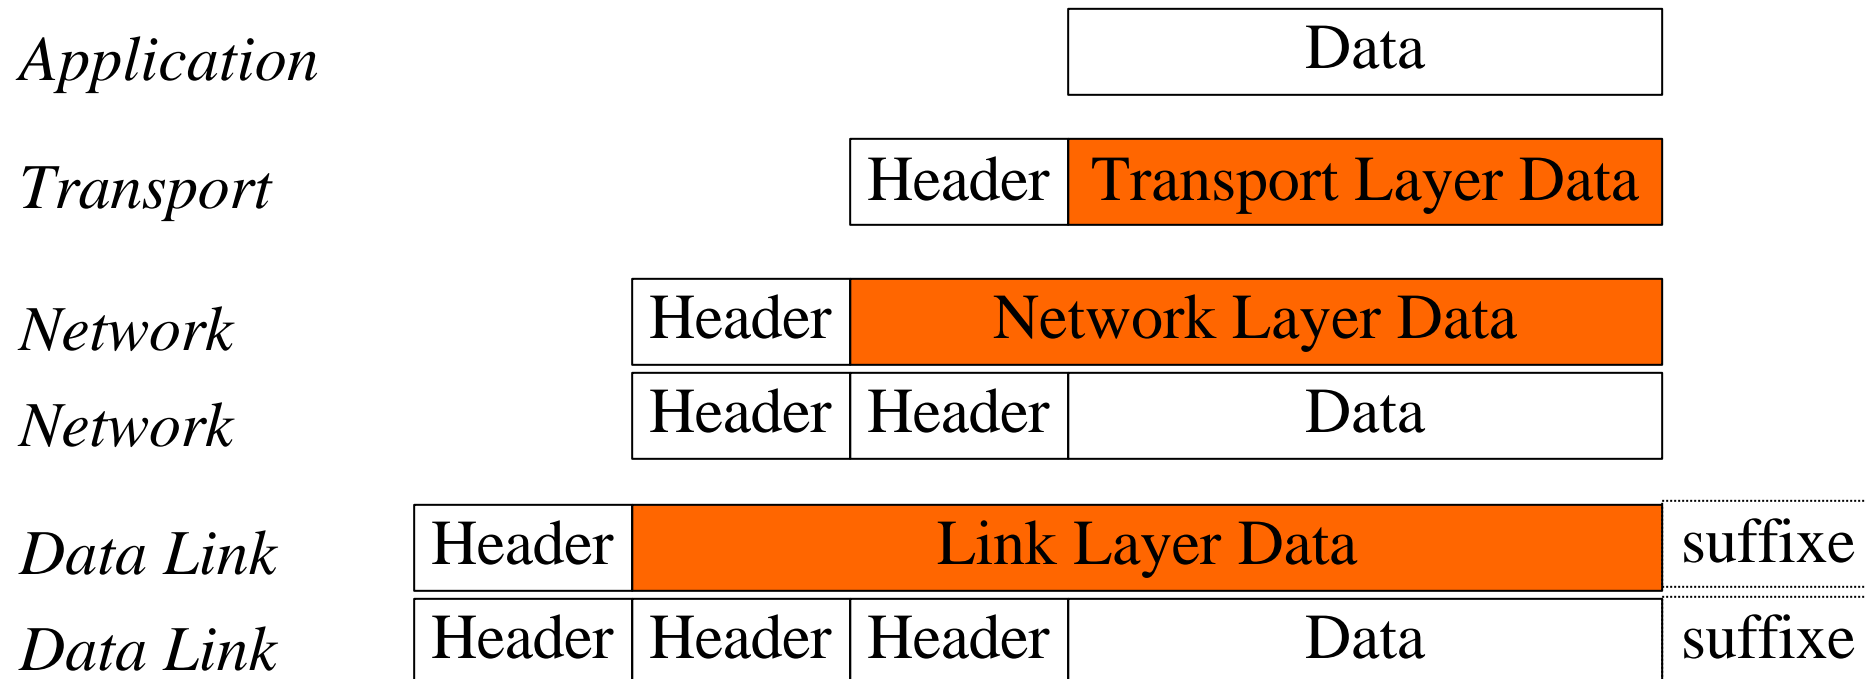 Application Data
Transport Header Transport Layer Data
Network Header Network Layer Data
Network Header Header Data
Data Link Header Link Layer Data suffixe
Data Link Header Header Header Data suffixe